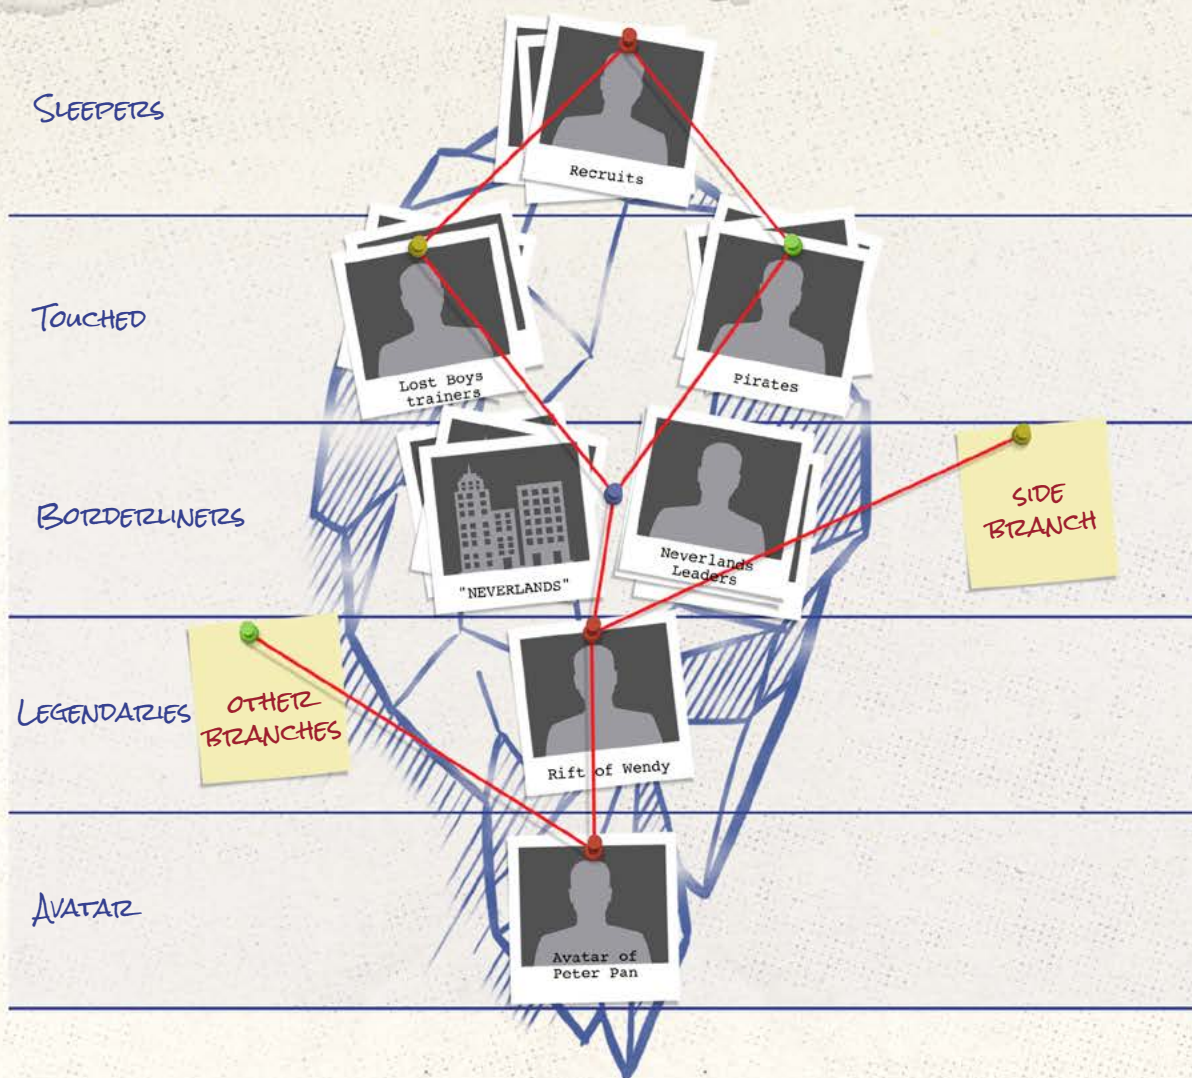 SLEEPERS
Recruits
TOUCHED
Lost Boys
trainers
Pirates
BORDERLINERS
"NEVERLANDS"
Neverlands
Leaders
SIDE
BRANCH
LEGENDARIES
OTHER
BRANCHES
Rift of Wendy
AVATAR
Avatar of
Peter Pan